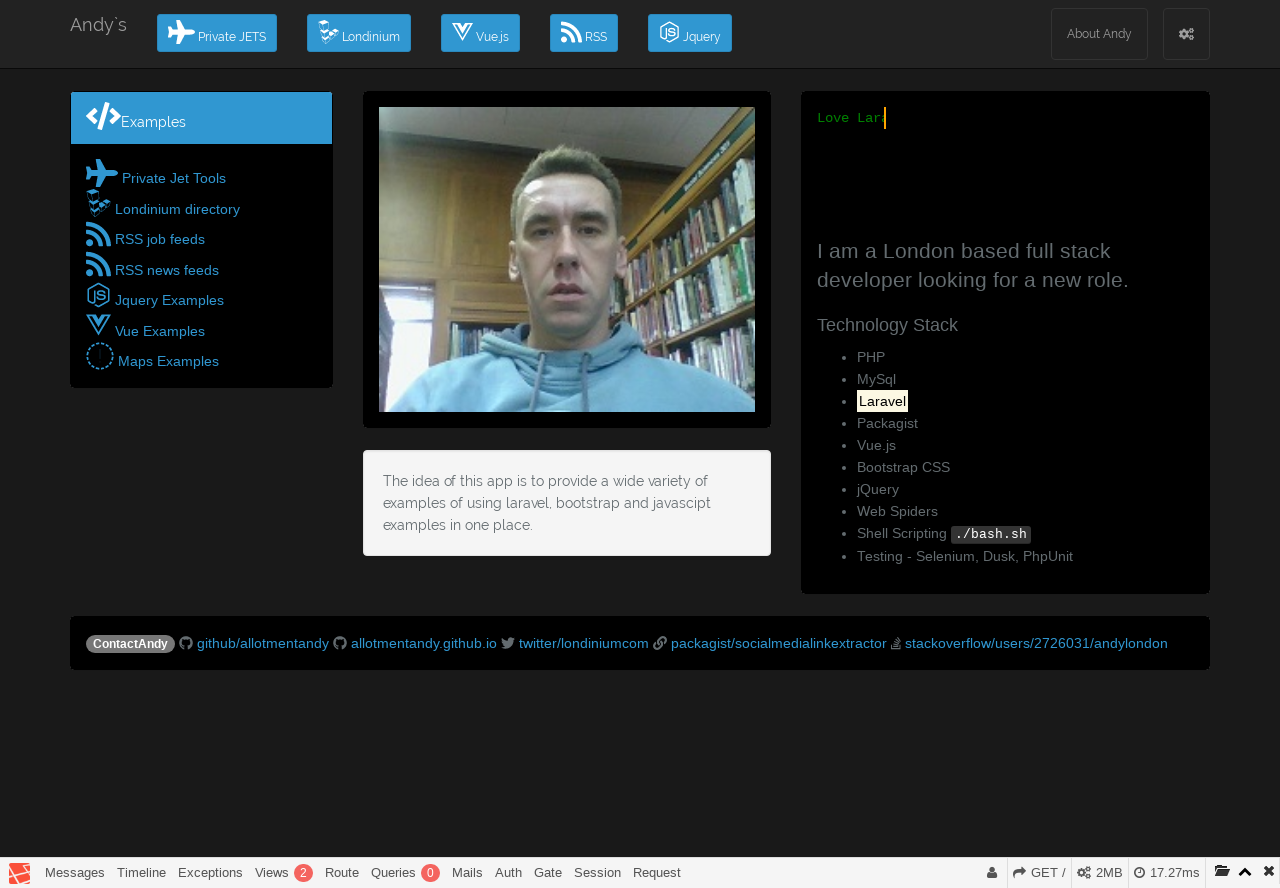 Andy`s
Private JETS
Londinium
Vue.js
RSS
Jquery
About Andy
Examples
Private Jet Tools
Londinium directory
RSS job feeds
RSS news feeds
Jquery Examples
Vue Examples
Maps Examples
The idea of this app is to provide a wide variety of
examples of using laravel, bootstrap and javascipt
examples in one place.
Love Lara
I am a London based full stack
developer looking for a new role.
Technology Stack
PHP
MySql
Laravel
Packagist
Vue.js
Bootstrap CSS
jQuery
Web Spiders
Shell Scripting ./bash.sh
Testing - Selenium, Dusk, PhpUnit
ContactAndy github/allotmentandy allotmentandy.github.io twitter/londiniumcom packagist/socialmedialinkextractor stackoverflow/users/2726031/andylondon
Messages Timeline Exceptions Views 2 Route Queries 0 Mails Auth Gate Session Request GET / 2MB 17.27ms